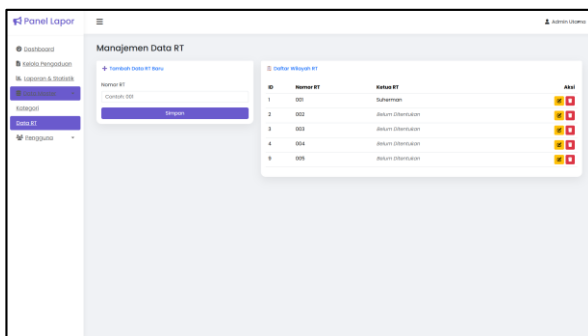 Panel Lapor
Admin Utama
Dashboard
Kelola Pengaduan
Laporan & Statistik
Kategori
Data RT
Pengguna
Manajemen Data RT
+ Tambah Data RT Baru
Nomor RT
Contoh: 001
Simpan
Daftar Wilayah RT
ID Nomor RT Ketua RT Aksi
1 001 Suherman
2 002 Belum Ditentukan
3 003 Belum Ditentukan
4 004 Belum Ditentukan
9 005 Belum Ditentukan